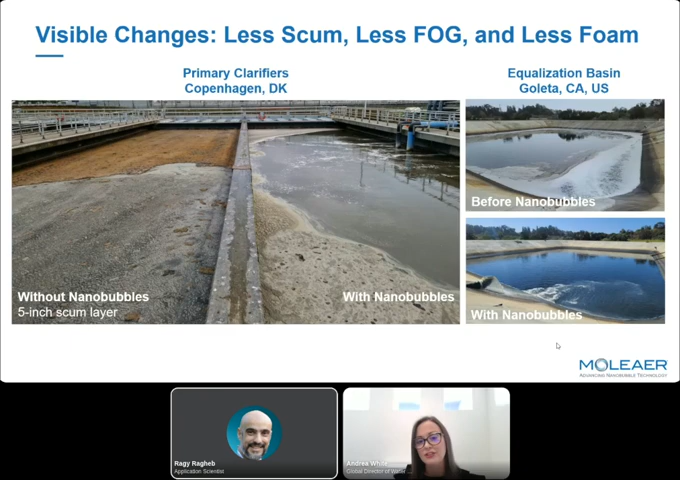 Visible Changes: Less Scum, Less FOG, and Less Foam
Primary Clarifiers
Copenhagen, DK
Equalization Basin
Goleta, CA, US
Before Nanobubbles
Without Nanobubbles
5-inch scum layer
With Nanobubbles
With Nanobubbles
MOLEAER
ADVANCING NANOBUBBLE TECHNOLOGY
Ragy Ragheb
Application Scientist
Andrea White
Global Director of Water ...